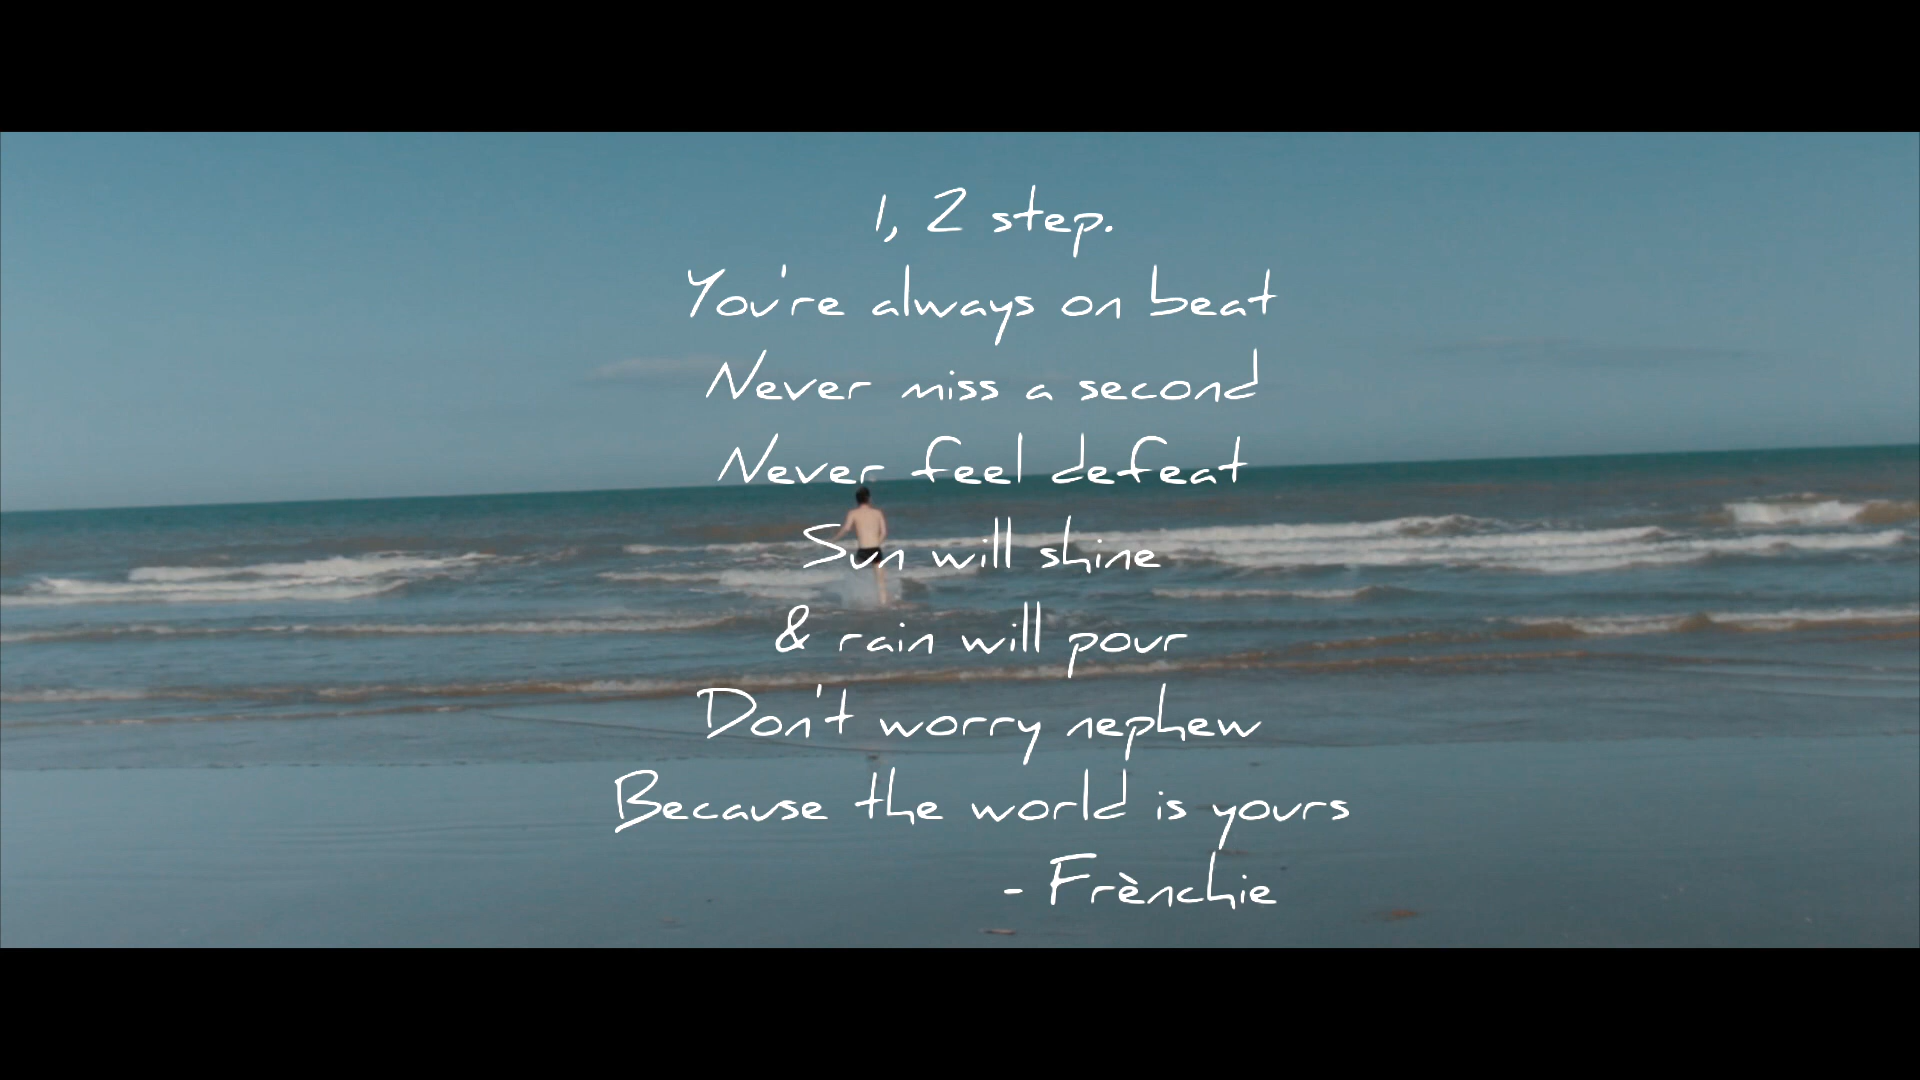 1, 2 step.
You're always on beat
Never miss a second
Never feel defeat
Sun will shine
& rain will pour
Don't worry nephew
Because the world is yours
- Frènchie